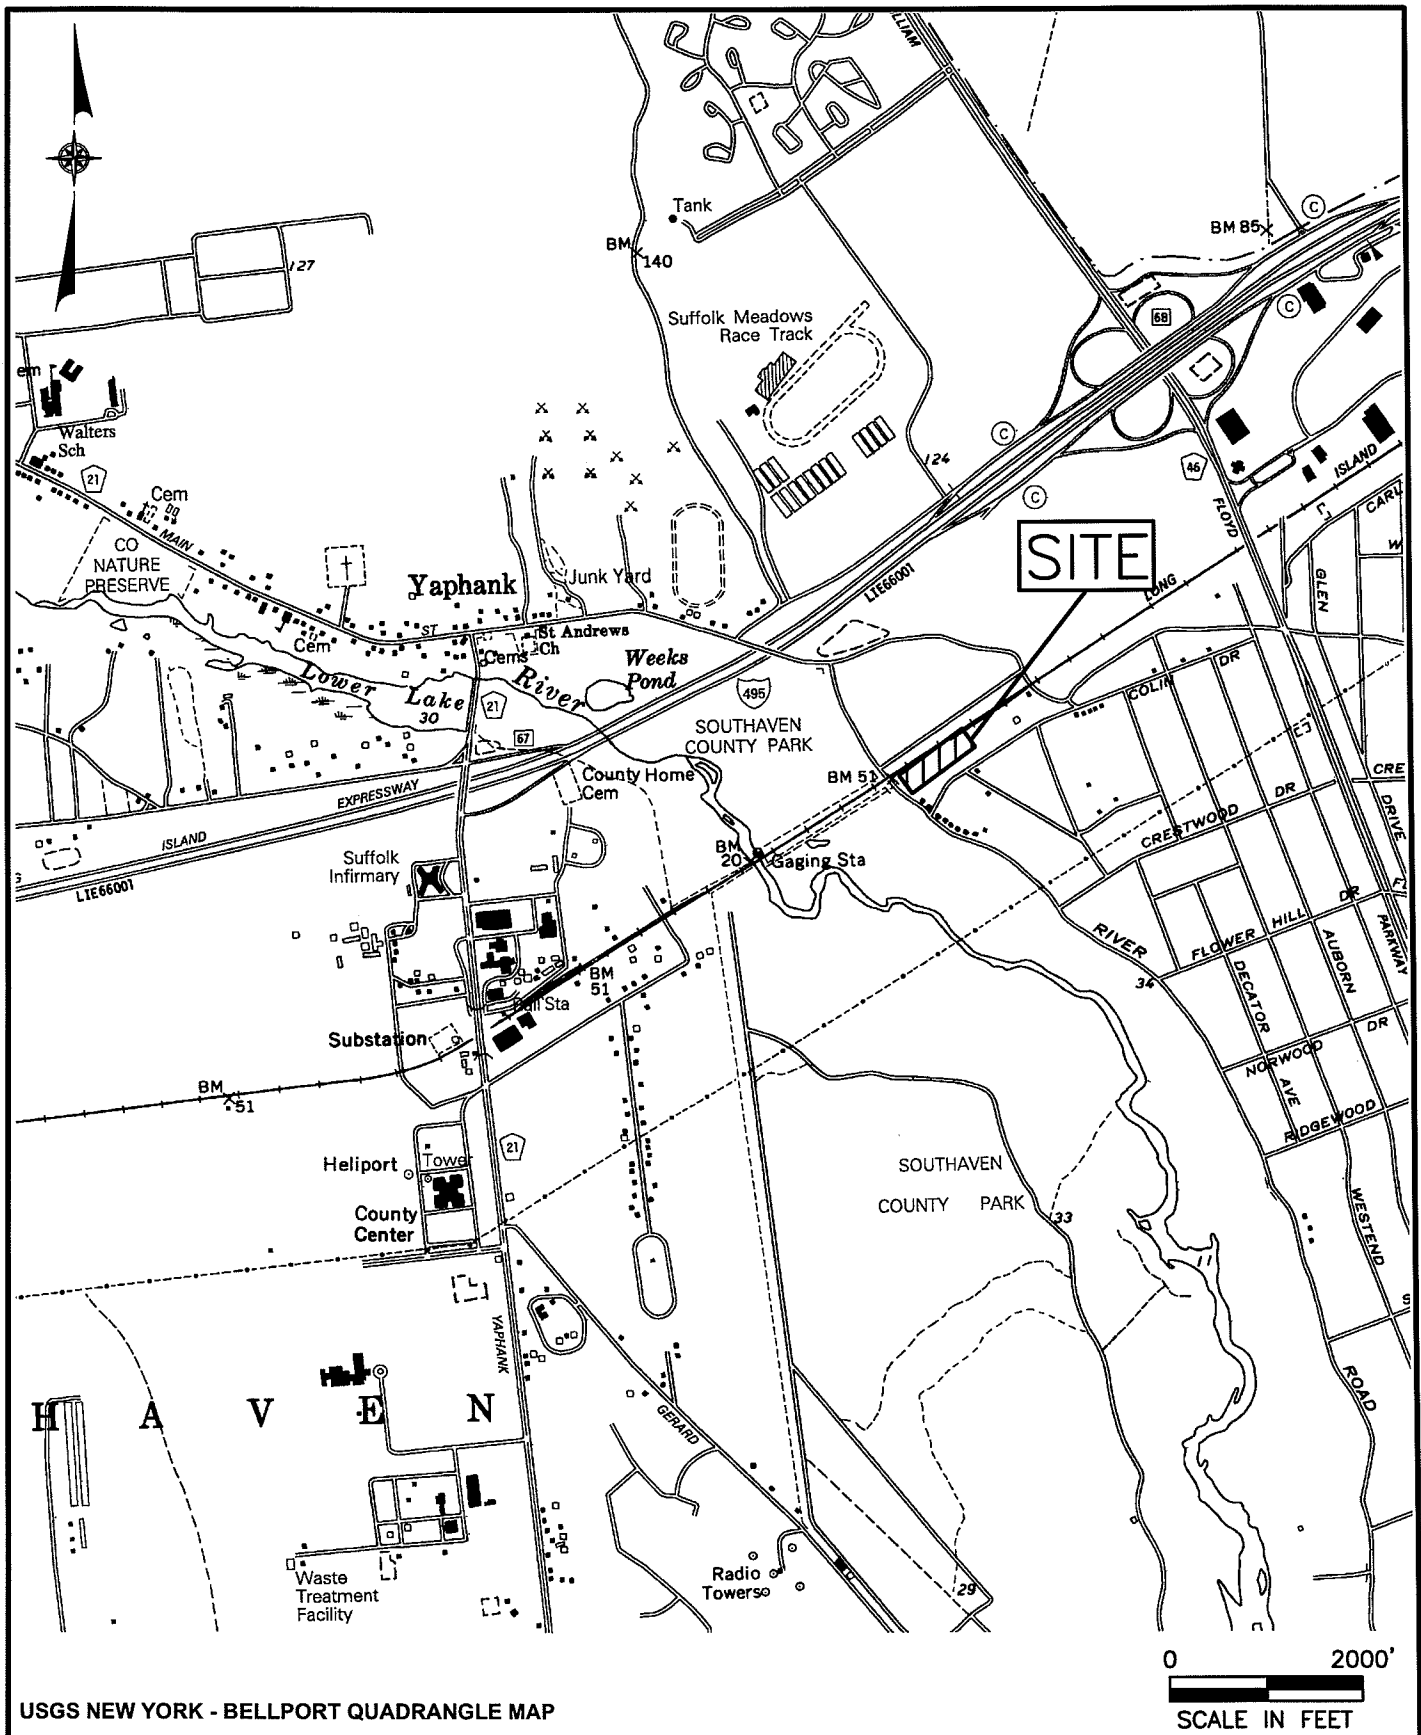 LLIAM
Tank
BM
140
BM 85
C
127
Suffolk Meadows
Race Track
68
C
em
Walters
Sch
21
C
124
46
ISLAND
Cem
C
FLOYD
CARL
MAIN
CO
NATURE
PRESERVE
SITE
W
Yaphank
Junk Yard
LIE66001
LONG
GLEN
ST
St Andrews
Ch
Cem
Cems
Weeks
Pond
DR
Lower
Lake
30
River
21
495
COLIN
67
SOUTHAVEN
COUNTY PARK
County Home
Cem
BM 51
CRE
EXPRESSWAY
DR
DRIVE
ISLAND
CRESTWOOD
Suffolk
Infirmary
BM
20
Gaging Sta
LIE66001
DR
HILL
FLOWER
RIVER
PARKWAY
AUBORN
DECATOR
34
BM
51
Ball Sta
Substation
DR
NORWOOD
BM
51
AVE
RIDGEWOOD
Heliport
Tower
21
SOUTHAVEN
COUNTY PARK
33
County
Center
WESTEND
S
YAPHANK
ROAD
H A V E N
GERARD
Radio
Towers
29
Waste
Treatment
Facility
0 2000'
SCALE IN FEET
USGS NEW YORK - BELLPORT QUADRANGLE MAP